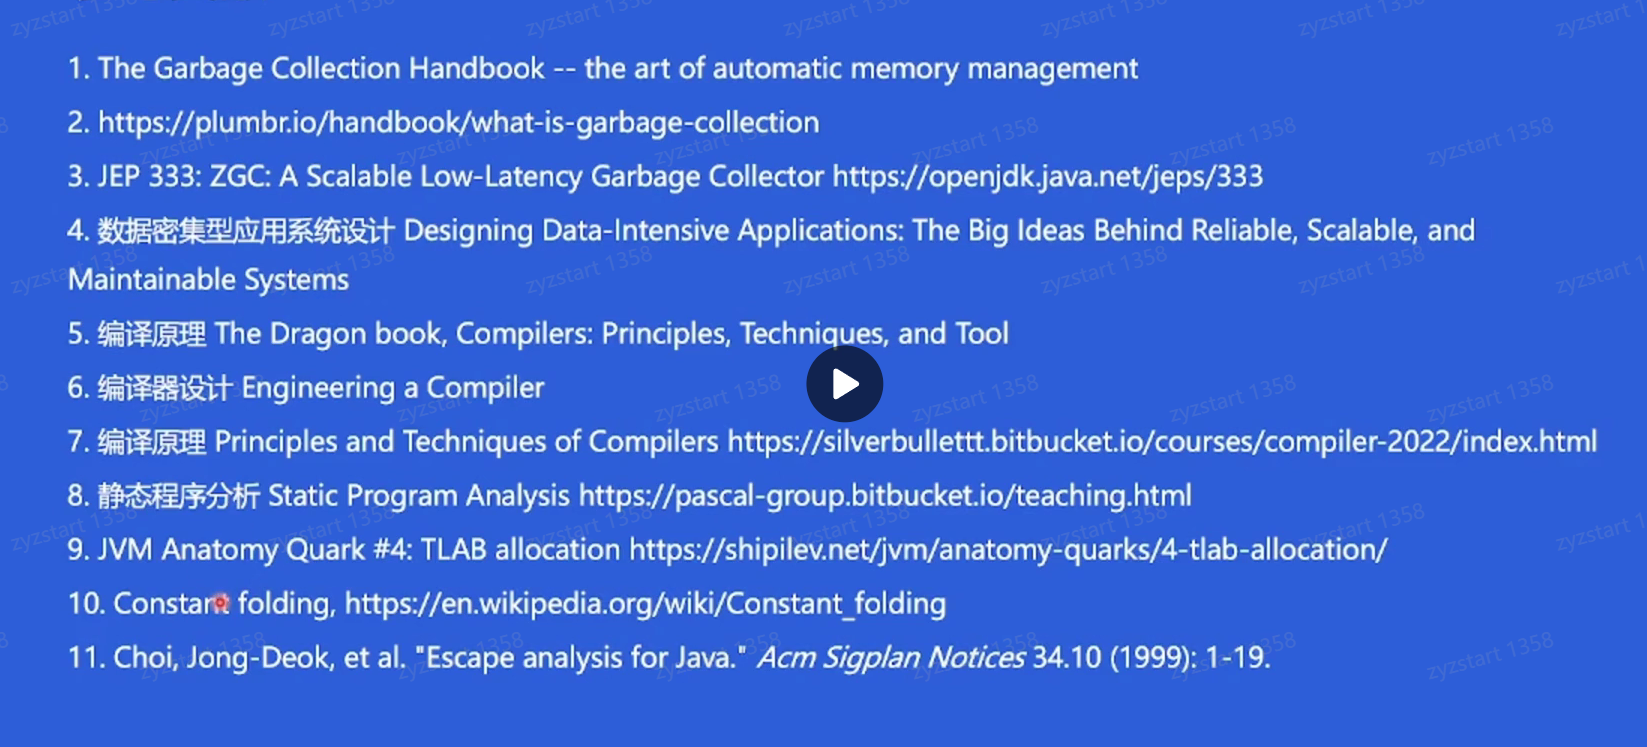 1. The Garbage Collection Handbook -- the art of automatic memory management
2. https://plumbr.io/handbook/what-is-garbage-collection
3. JEP 333: ZGC: A Scalable Low-Latency Garbage Collector https://openjdk.java.net/jeps/333
4. 数据密集型应用系统设计 Designing Data-Intensive Applications: The Big Ideas Behind Reliable, Scalable, and
Maintainable Systems
5. 编译原理 The Dragon book, Compilers: Principles, Techniques, and Tool
6. 编译器设计 Engineering a Compiler
7. 编译原理 Principles and Techniques of Compilers https://silverbullettt.bitbucket.io/courses/compiler-2022/index.html
8. 静态程序分析 Static Program Analysis https://pascal-group.bitbucket.io/teaching.html
9. JVM Anatomy Quark #4: TLAB allocation https://shipilev.net/jvm/anatomy-quarks/4-tlab-allocation/
10. Constant folding, https://en.wikipedia.org/wiki/Constant_folding
11. Choi, Jong-Deok, et al. "Escape analysis for Java." Acm Sigplan Notices 34.10 (1999): 1-19.
zyzstart 1358